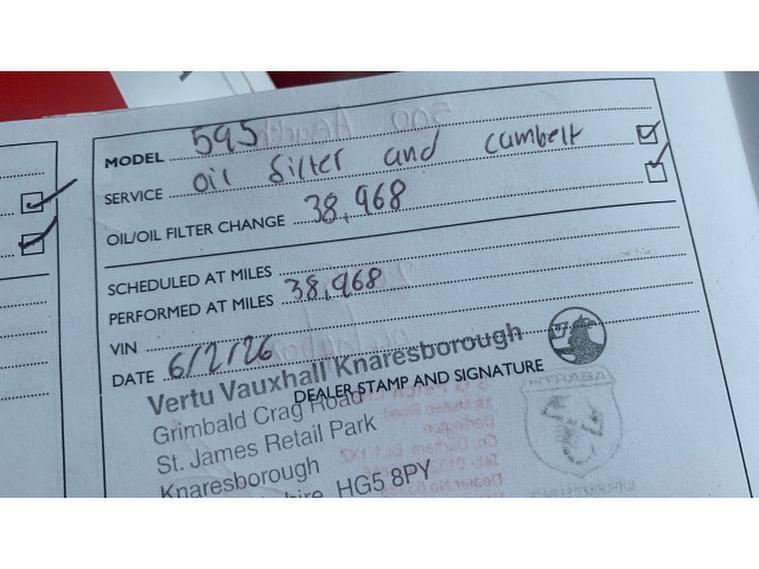 MODEL 595
SERVICE oil filter and cambelt
OIL/OIL FILTER CHANGE 38,968
SCHEDULED AT MILES
PERFORMED AT MILES 38,968
VIN
DATE 6/2/26
DEALER STAMP AND SIGNATURE
Vertu Vauxhall Knaresborough
Grimbald Crag Road
St. James Retail Park
Knaresborough
HG5 8PY